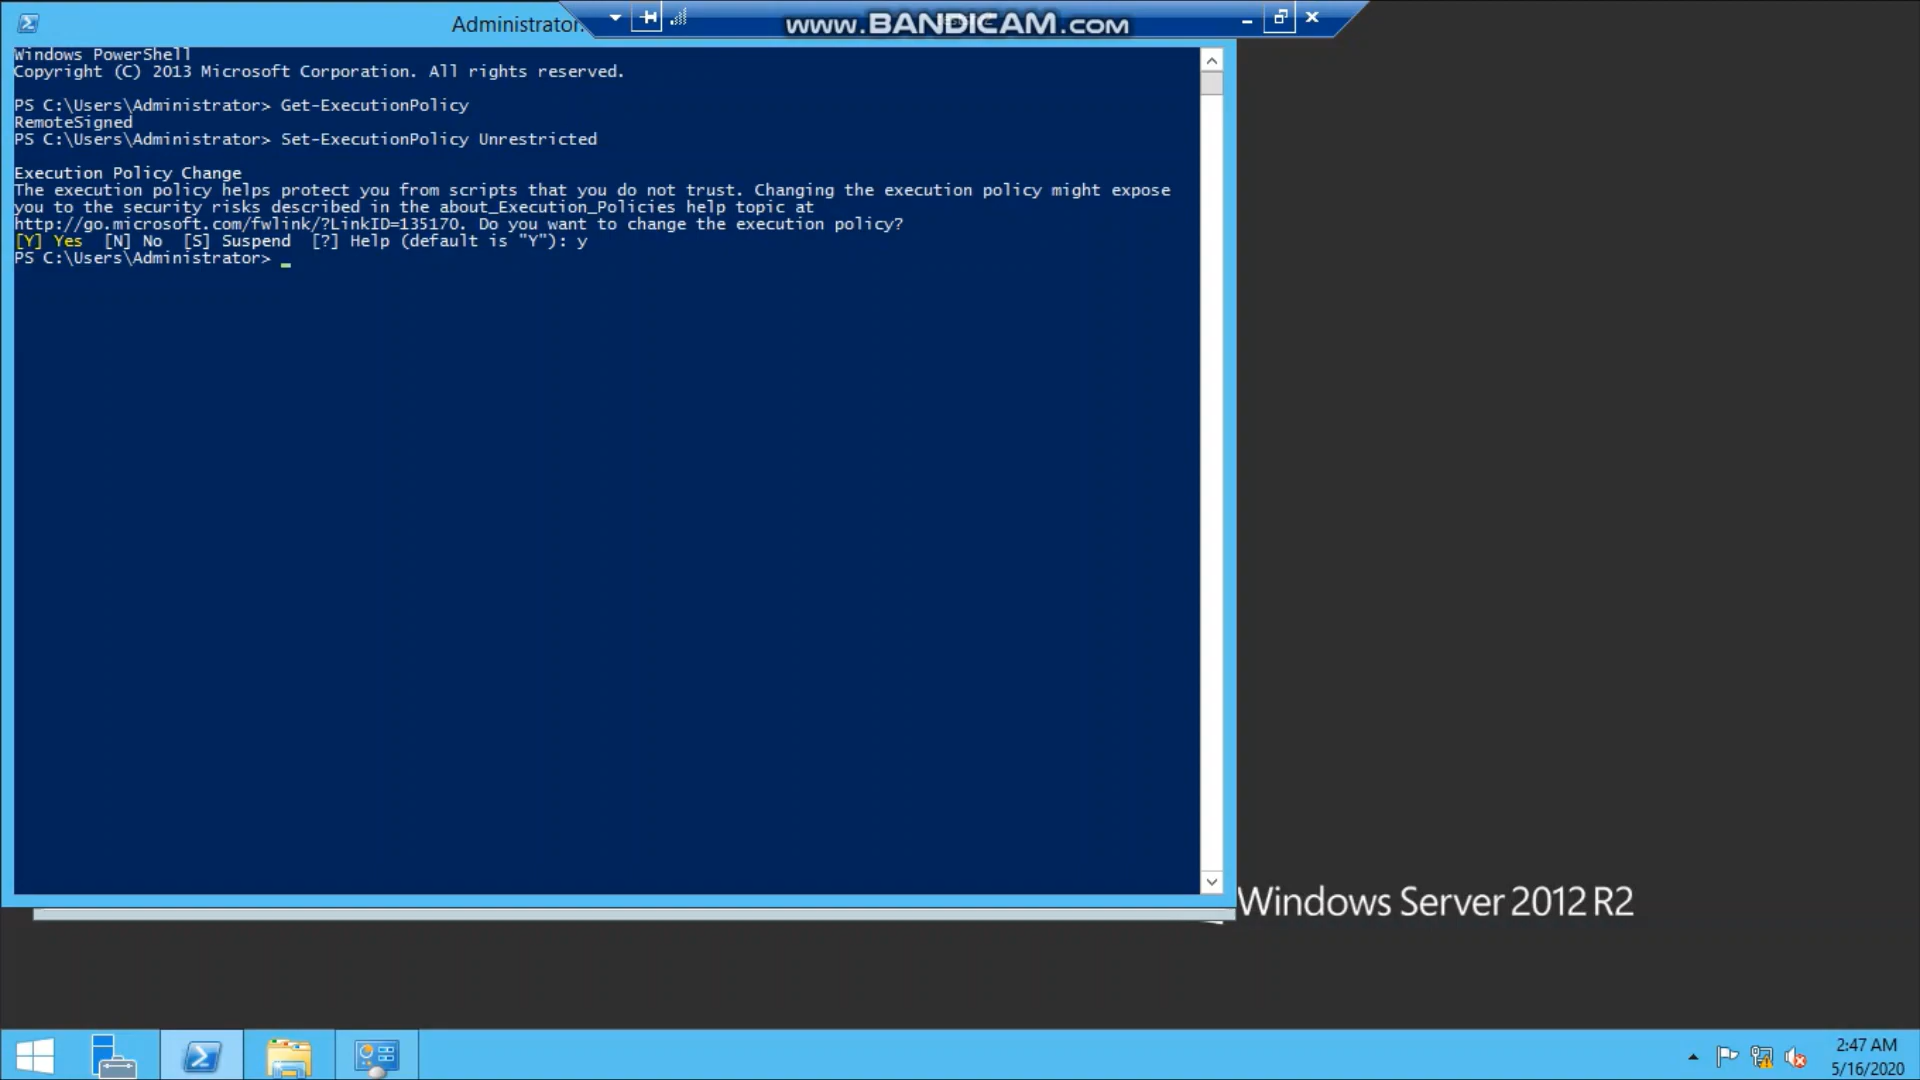 Administrator:
www.BANDICAM.com
Windows PowerShell
Copyright (C) 2013 Microsoft Corporation. All rights reserved.
PS C:\Users\Administrator> Get-ExecutionPolicy
RemoteSigned
PS C:\Users\Administrator> Set-ExecutionPolicy Unrestricted
Execution Policy Change
The execution policy helps protect you from scripts that you do not trust. Changing the execution policy might expose
you to the security risks described in the about_Execution_Policies help topic at
http://go.microsoft.com/fwlink/?LinkID=135170. Do you want to change the execution policy?
[Y] Yes  [N] No  [S] Suspend  [?] Help (default is "Y"): y
PS C:\Users\Administrator> _
Windows Server 2012 R2
2:47 AM
5/16/2020